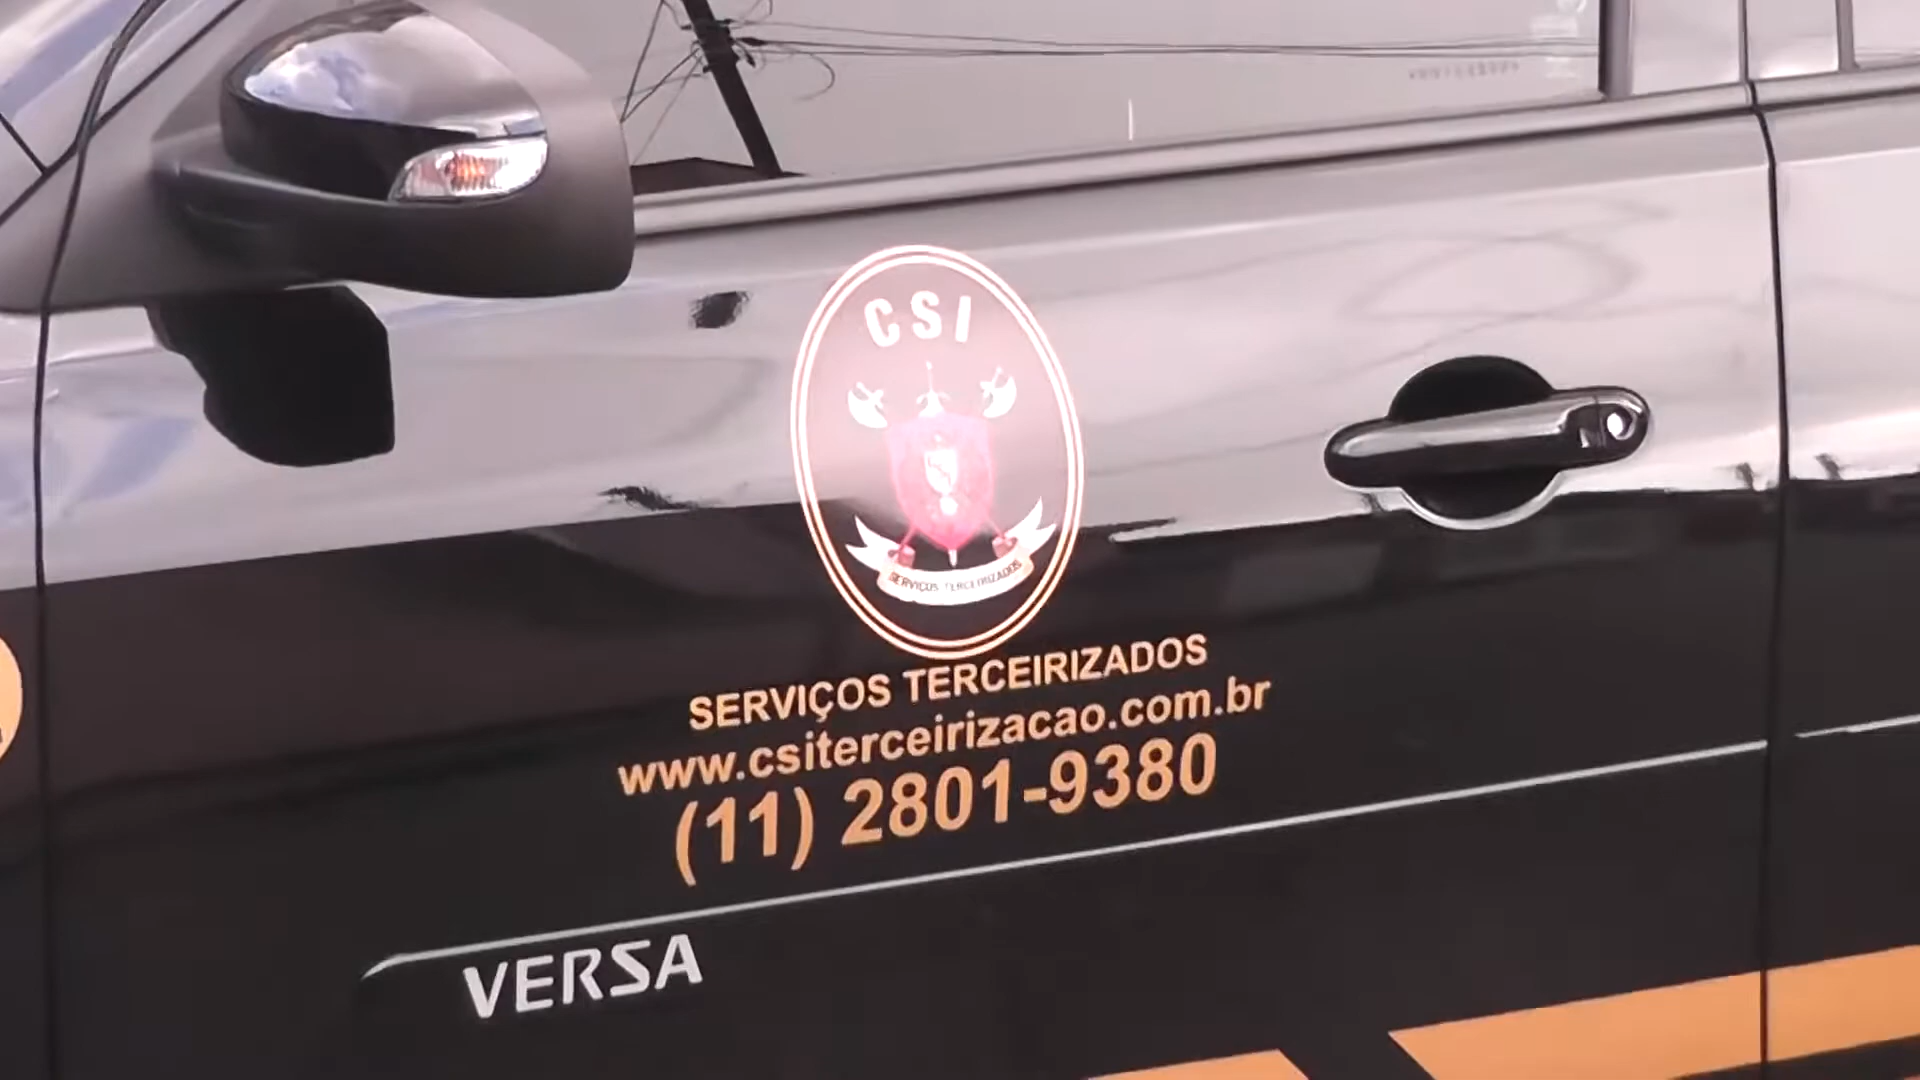 CSI
SERVIÇOS TERCEIRIZADOS
SERVIÇOS TERCEIRIZADOS
www.csiterceirizacao.com.br
(11) 2801-9380
VERSA